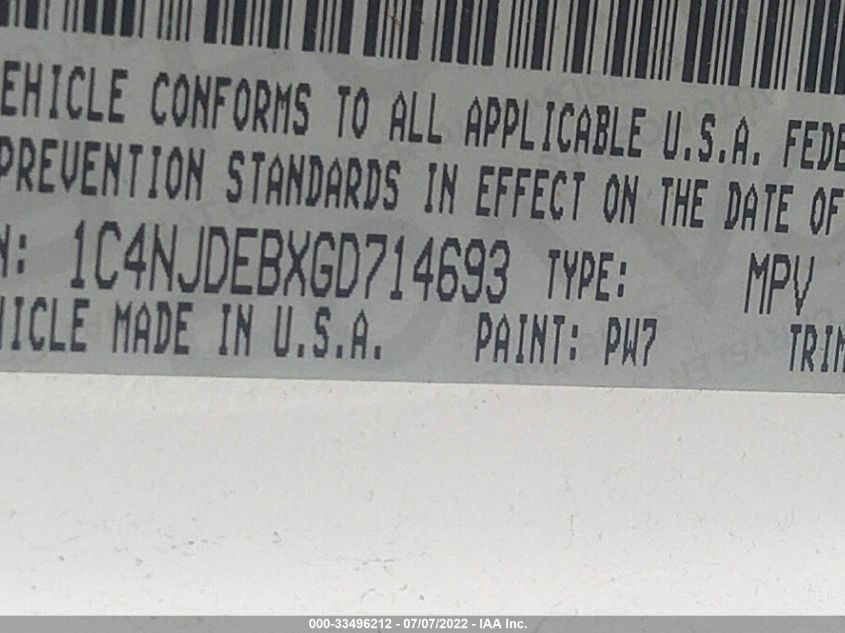 EHICLE CONFORMS TO ALL APPLICABLE U.S.A. FEDE
PREVENTION STANDARDS IN EFFECT ON THE DATE OF
N: 1C4NJDEBXGD714693 TYPE: MPV
ICLE MADE IN U.S.A. PAINT: PW7 TRIM
000-33496212 - 07/07/2022 - IAA Inc.